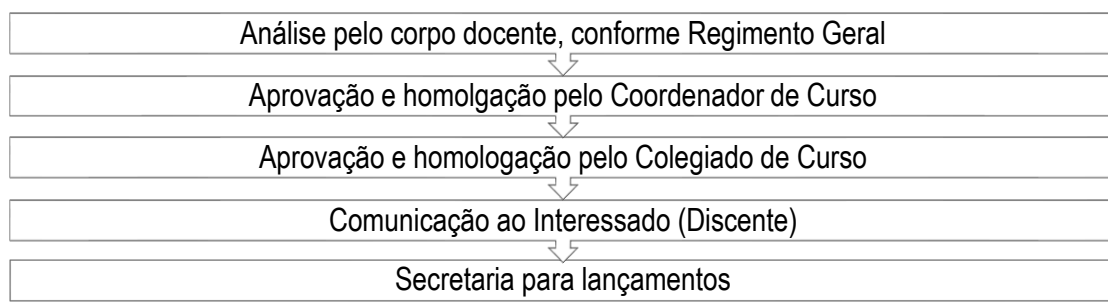 Análise pelo corpo docente, conforme Regimento Geral
Aprovação e homolgação pelo Coordenador de Curso
Aprovação e homologação pelo Colegiado de Curso
Comunicação ao Interessado (Discente)
Secretaria para lançamentos